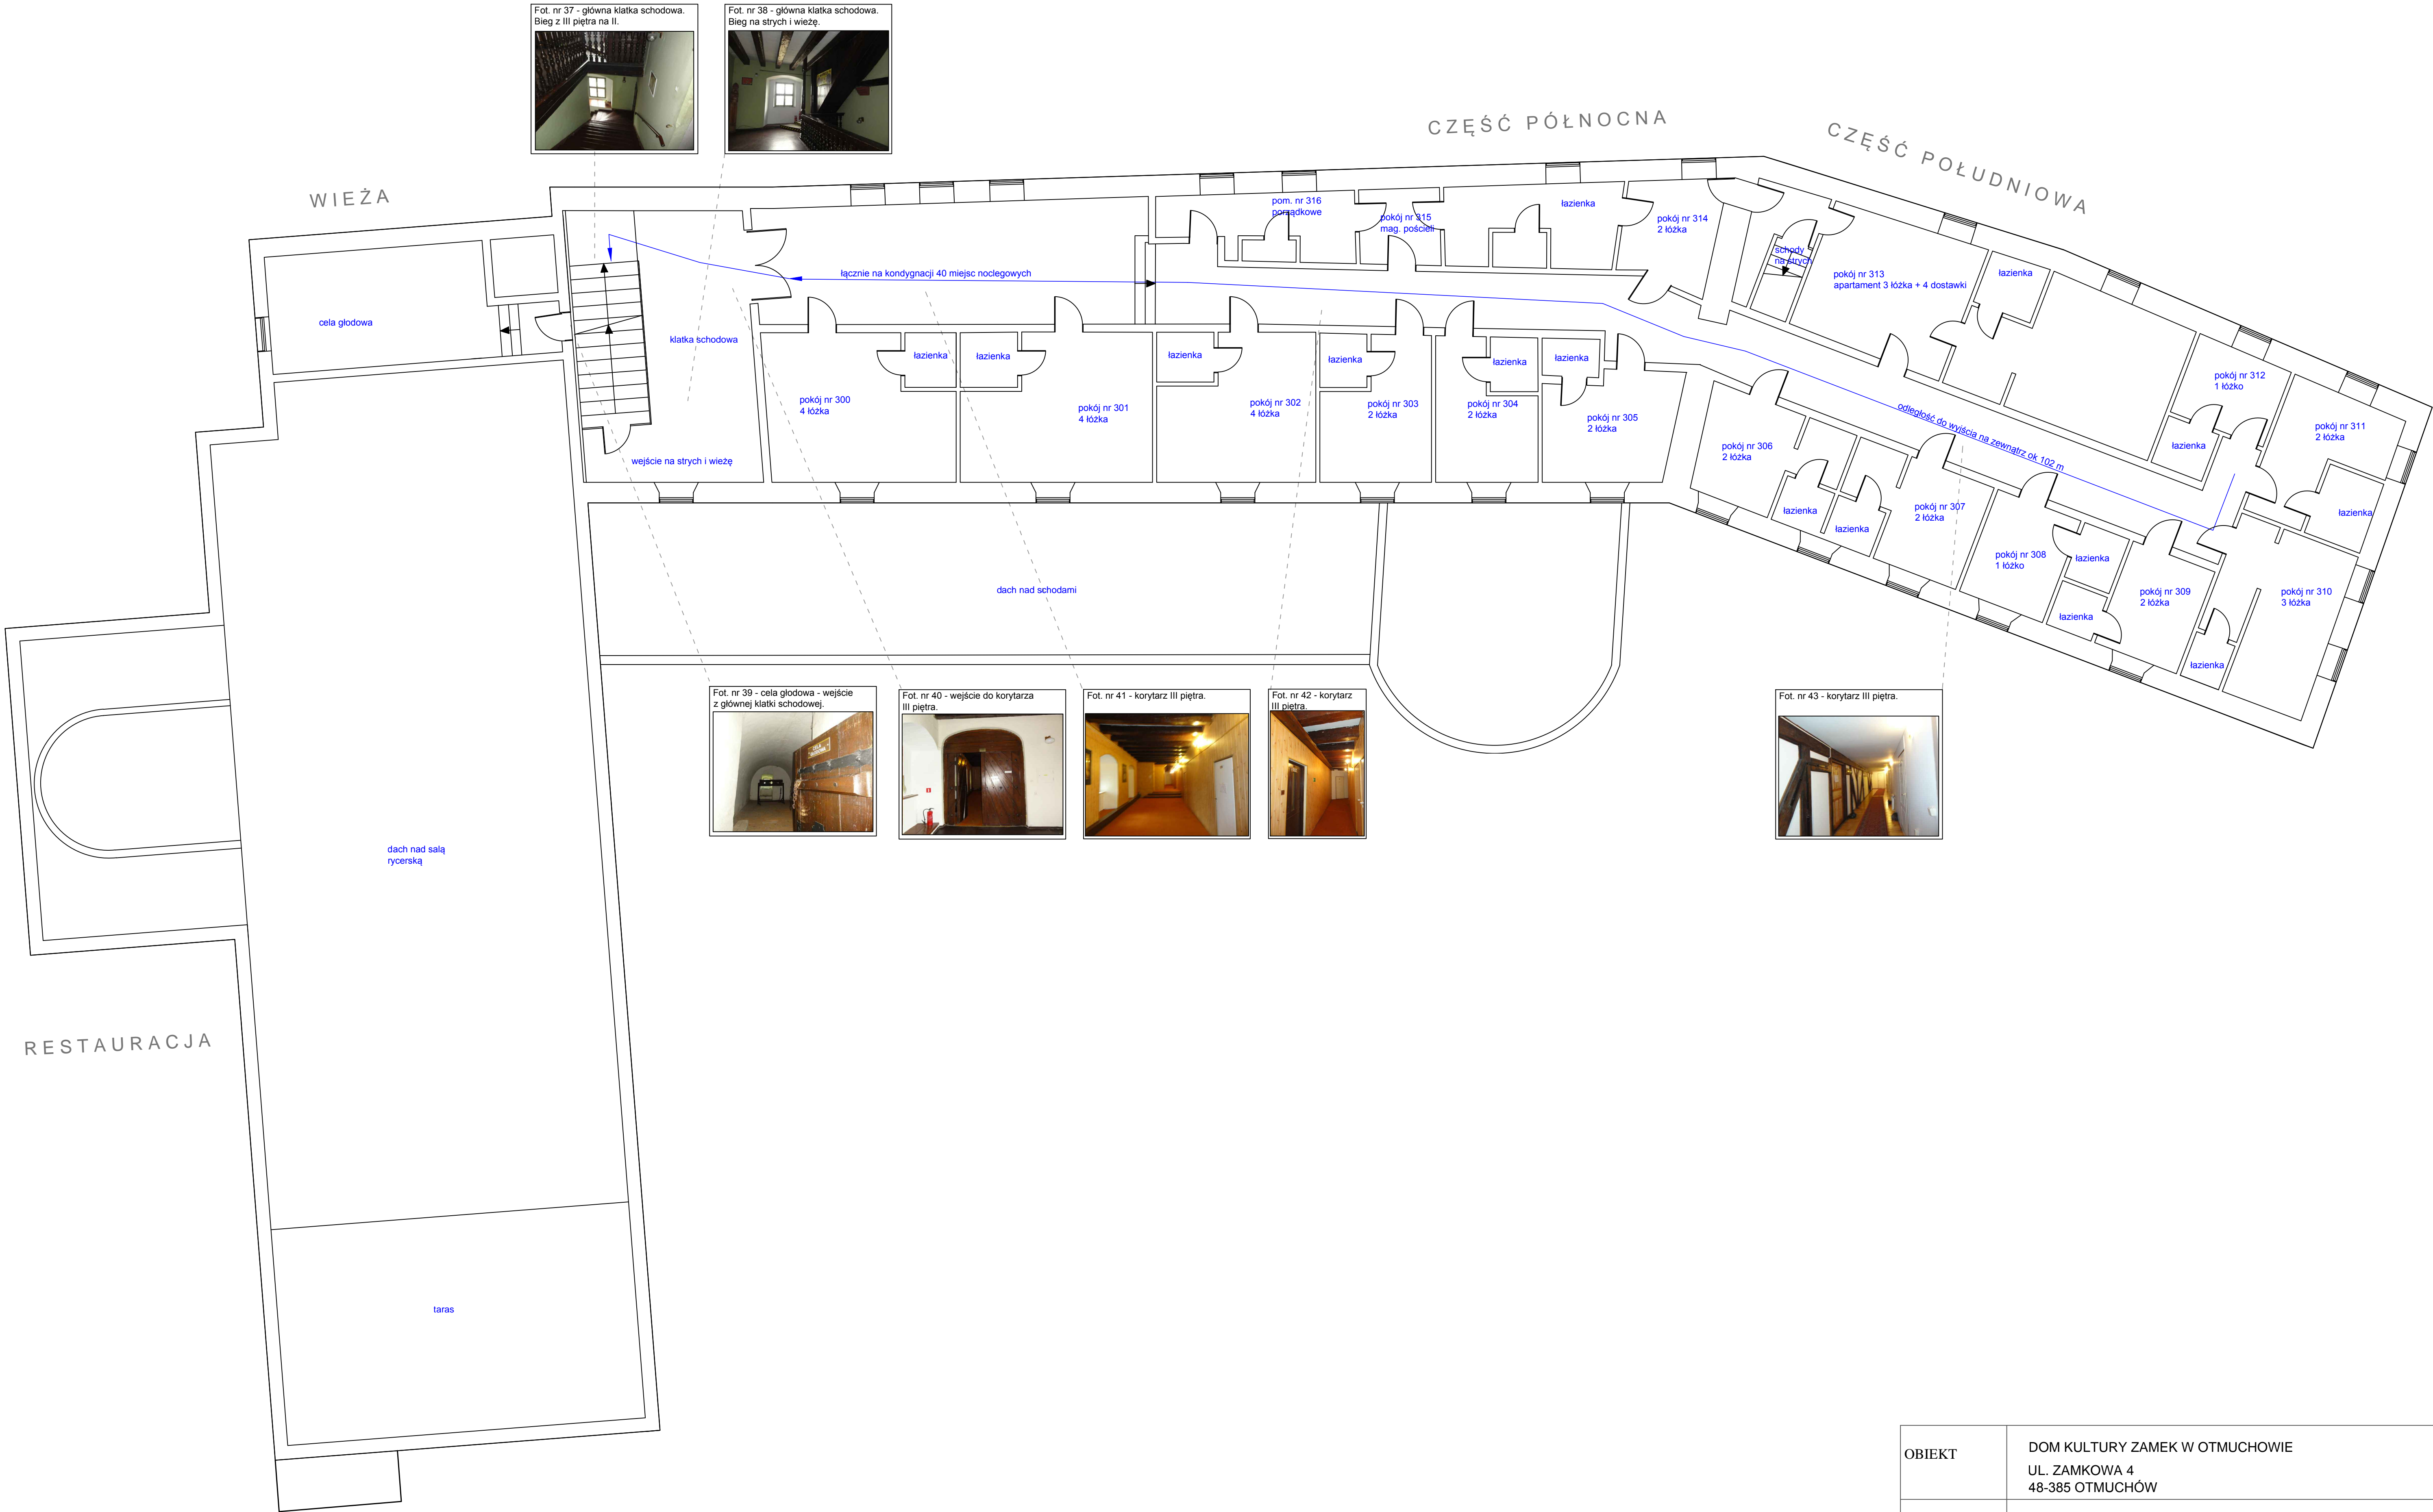 Fot. nr 37 - główna klatka schodowa.
Bieg z III piętra na II.
Fot. nr 38 - główna klatka schodowa.
Bieg na strych i wieżę.
CZĘŚĆ PÓŁNOCNA
CZĘŚĆ POŁUDNIOWA
WIEŻA
pom. nr 316
porządkowe
pokój nr 315
mag. pościeli
łazienka
pokój nr 314
2 łóżka
schody
na strych
pokój nr 313
apartament 3 łóżka + 4 dostawki
łazienka
łącznie na kondygnacji 40 miejsc noclegowych
cela głodowa
klatka schodowa
wejście na strych i wieżę
pokój nr 300
4 łóżka
łazienka
łazienka
pokój nr 301
4 łóżka
łazienka
pokój nr 302
4 łóżka
łazienka
pokój nr 303
2 łóżka
łazienka
pokój nr 304
2 łóżka
łazienka
pokój nr 305
2 łóżka
pokój nr 306
2 łóżka
łazienka
łazienka
pokój nr 307
2 łóżka
odległość do wyjścia na zewnątrz ok 102 m
pokój nr 312
1 łóżko
łazienka
pokój nr 311
2 łóżka
łazienka
pokój nr 308
1 łóżko
łazienka
łazienka
pokój nr 309
2 łóżka
łazienka
pokój nr 310
3 łóżka
dach nad schodami
Fot. nr 39 - cela głodowa - wejście
z głównej klatki schodowej.
Fot. nr 40 - wejście do korytarza
III piętra.
Fot. nr 41 - korytarz III piętra.
Fot. nr 42 - korytarz
III piętra.
Fot. nr 43 - korytarz III piętra.
dach nad salą
rycerską
RESTAURACJA
taras
OBIEKT
DOM KULTURY ZAMEK W OTMUCHOWIE
UL. ZAMKOWA 4
48-385 OTMUCHÓW